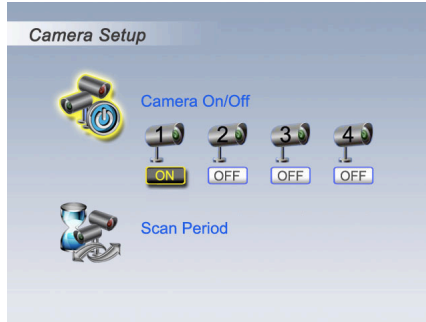 Camera Setup
Camera On/Off
1 2 3 4
ON OFF OFF OFF
Scan Period